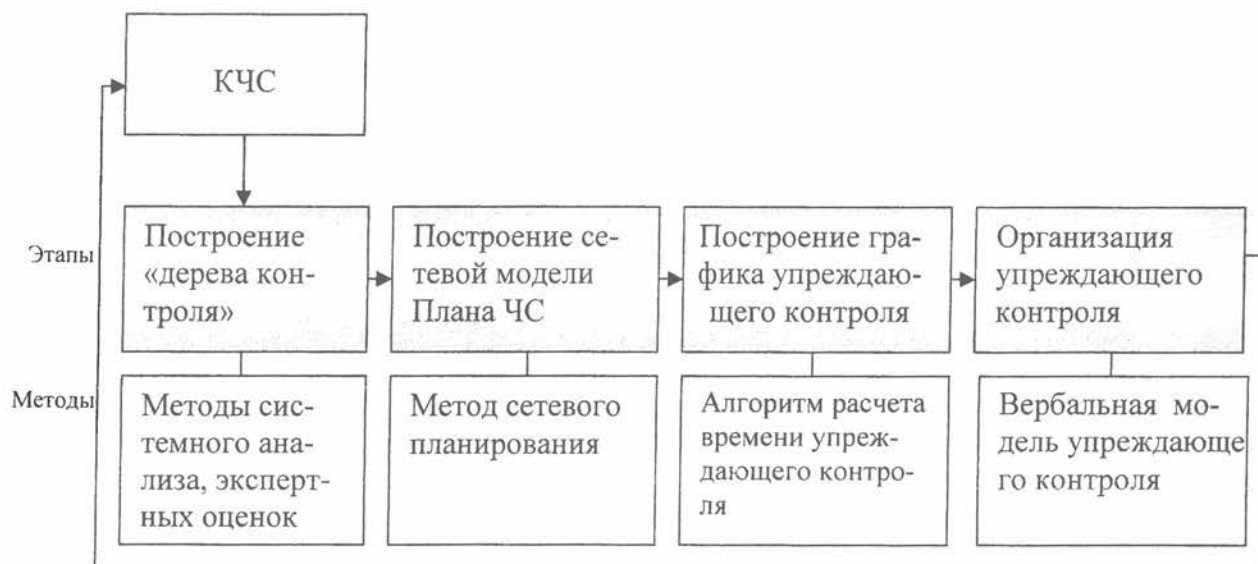 КЧС
Этапы
Построение
«дерева кон-
троля»
Построение се-
тевой модели
Плана ЧС
Построение гра-
фика упреждаю-
щего контроля
Организация
упреждающего
контроля
Методы
Методы сис-
темного ана-
лиза, эксперт-
ных оценок
Метод сетевого
планирования
Алгоритм расчета
времени упреж-
дающего контро-
ля
Вербальная мо-
дель упреждающе
го контроля